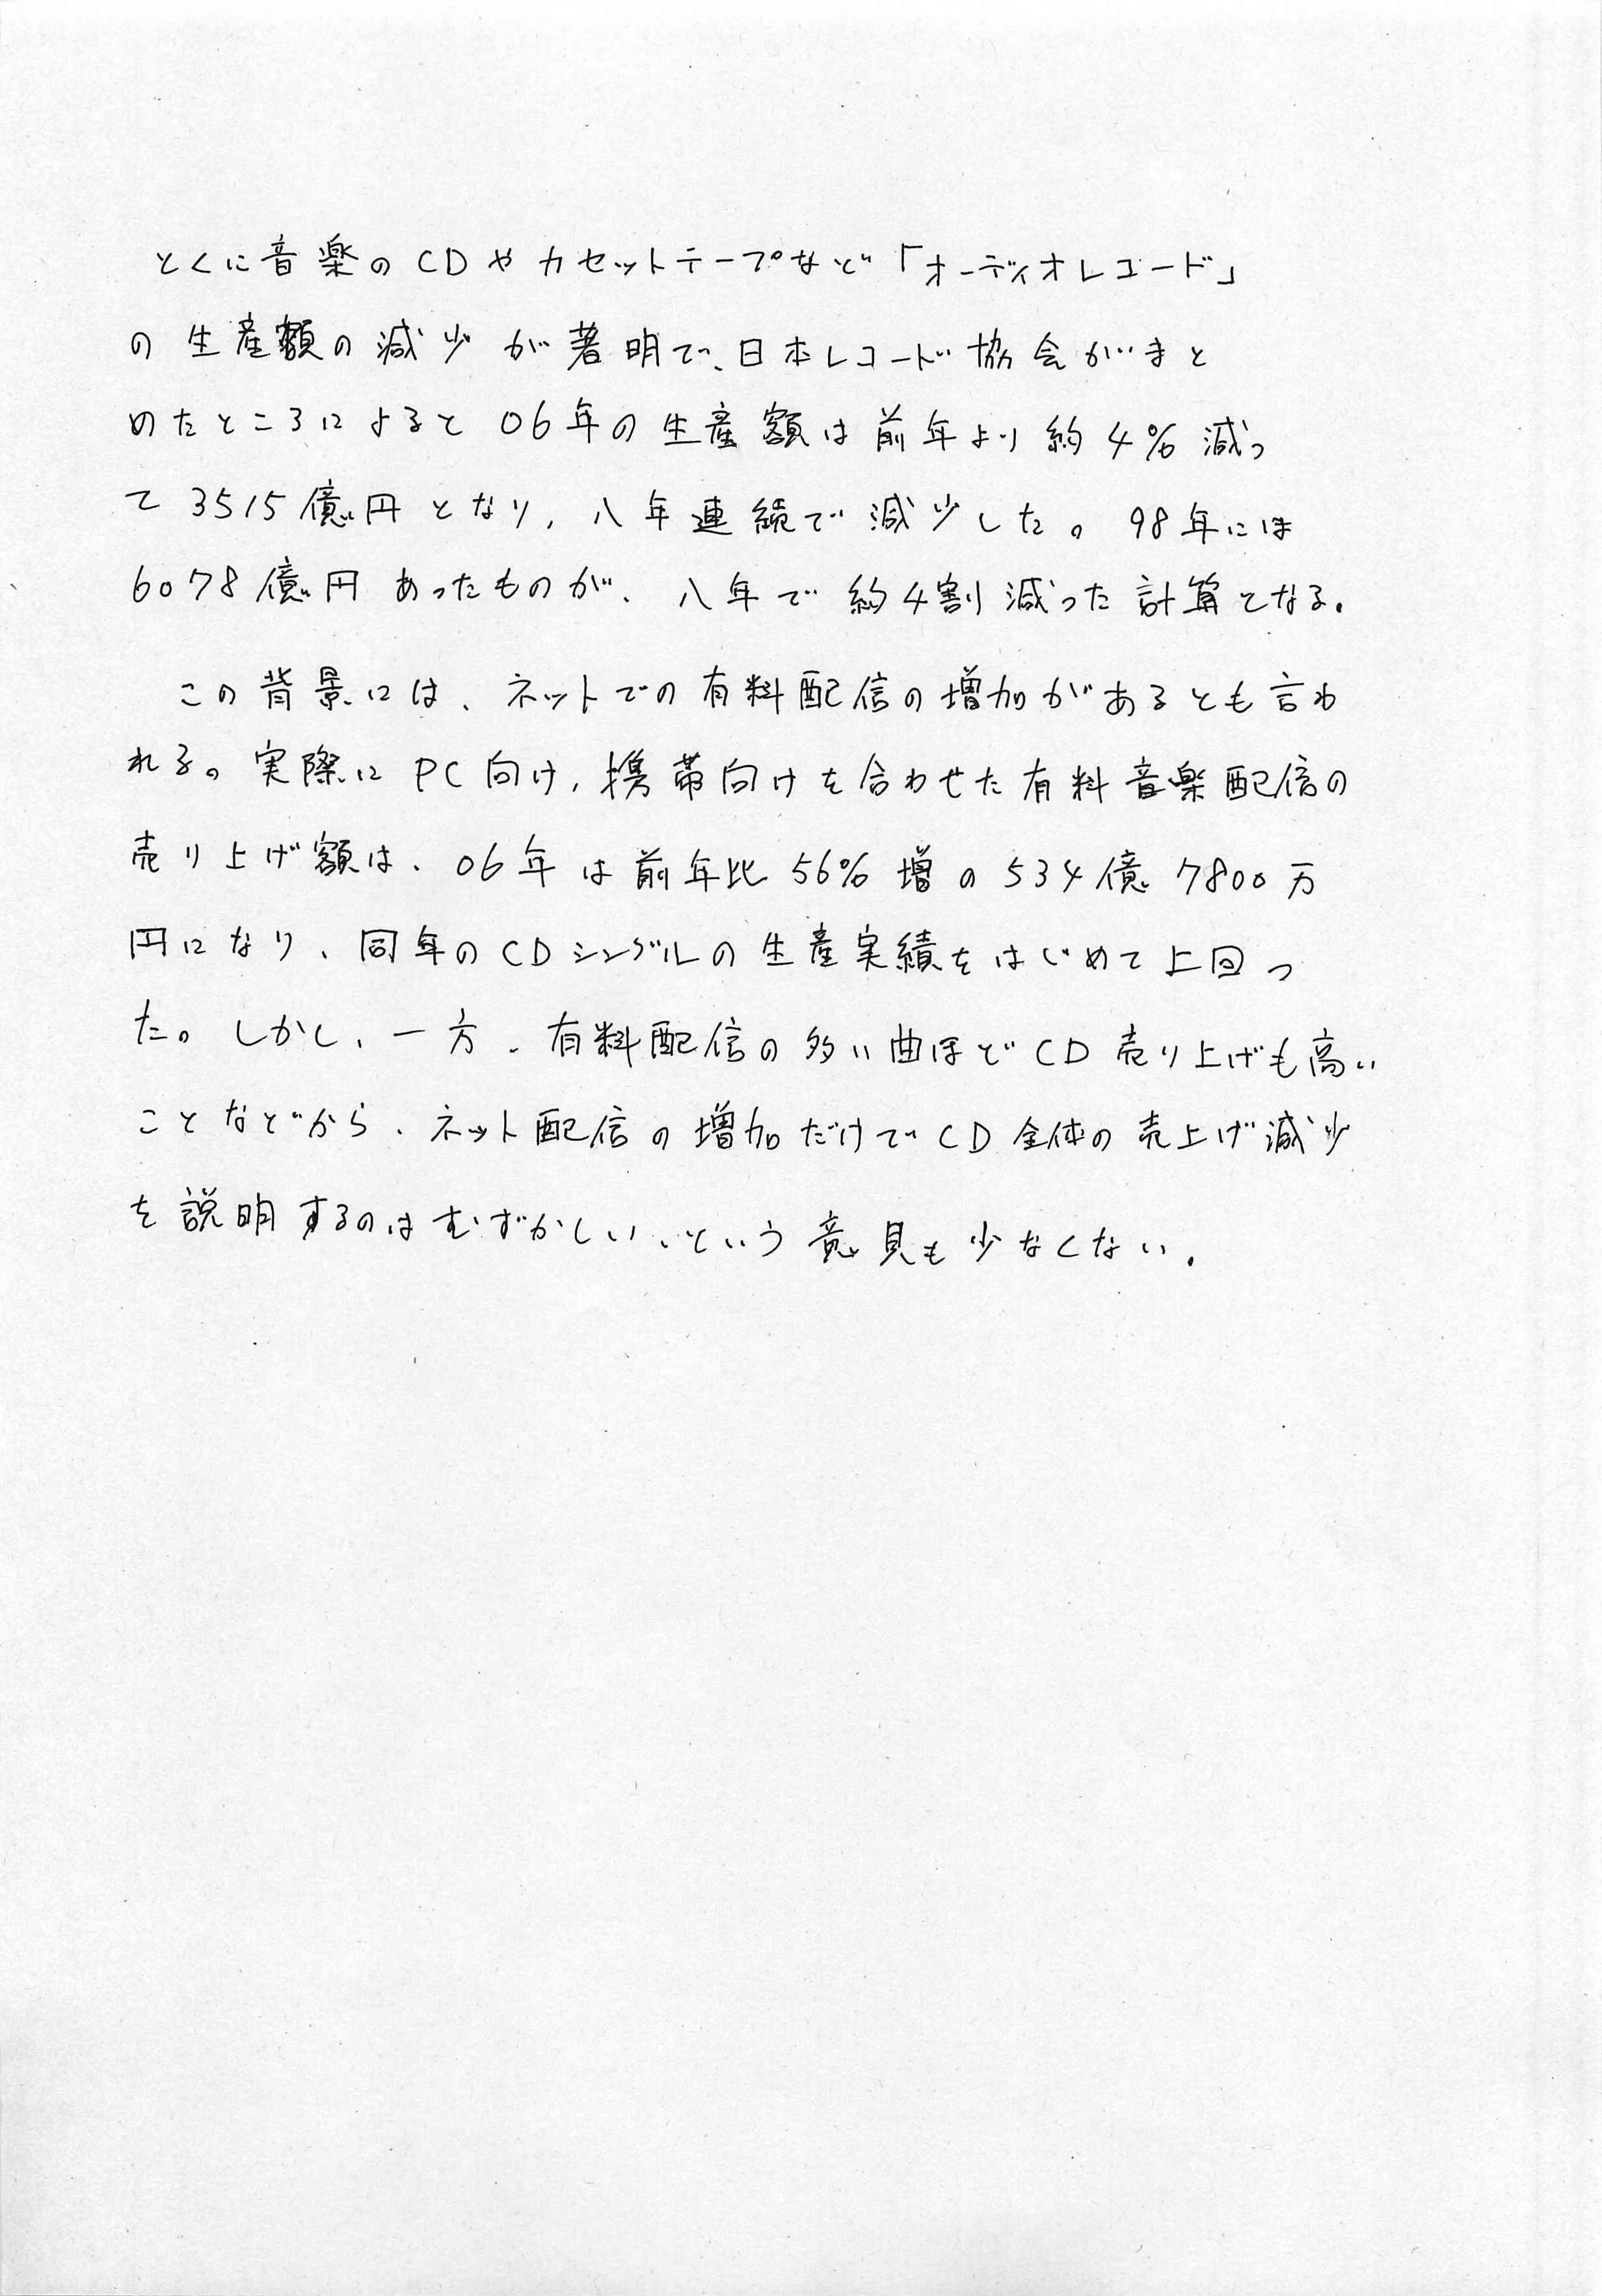 とくに音楽のCDやカセットテープなど「オーディオレコード」
の生産額の減少が著明で、日本レコード協会がまと
めたところによると06年の生産額は前年より約4%減っ
て3515億円となり、八年連続で減少した。98年には
6078億円あったものが、八年で約4割減った計算となる。
この背景には、ネットでの有料配信の増加があるとも言わ
れる。実際にPC向け、携帯向けを合わせた有料音楽配信の
売り上げ額は、06年は前年比56%増の534億7800万
円になり、同年のCDシングルの生産実績をはじめて上回っ
た。しかし、一方、有料配信の多い曲ほどCD売り上げも高い
ことなどから、ネット配信の増加だけでCD全体の売上げ減少
を説明するのはむずかしい、という意見も少なくない。